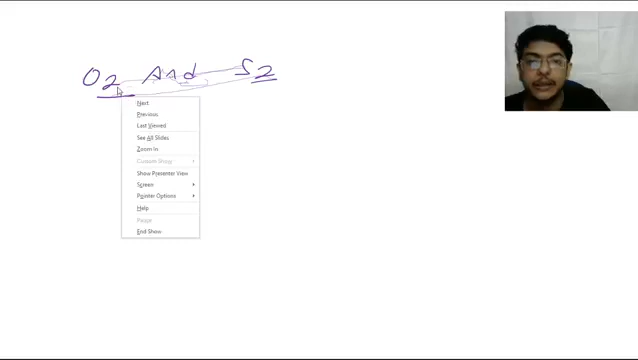 O2 And S2
Next
Previous
Last Viewed
See All Slides
Zoom In
Custom Show
Show Presenter View
Screen
Pointer Options
Help
Pause
End Show